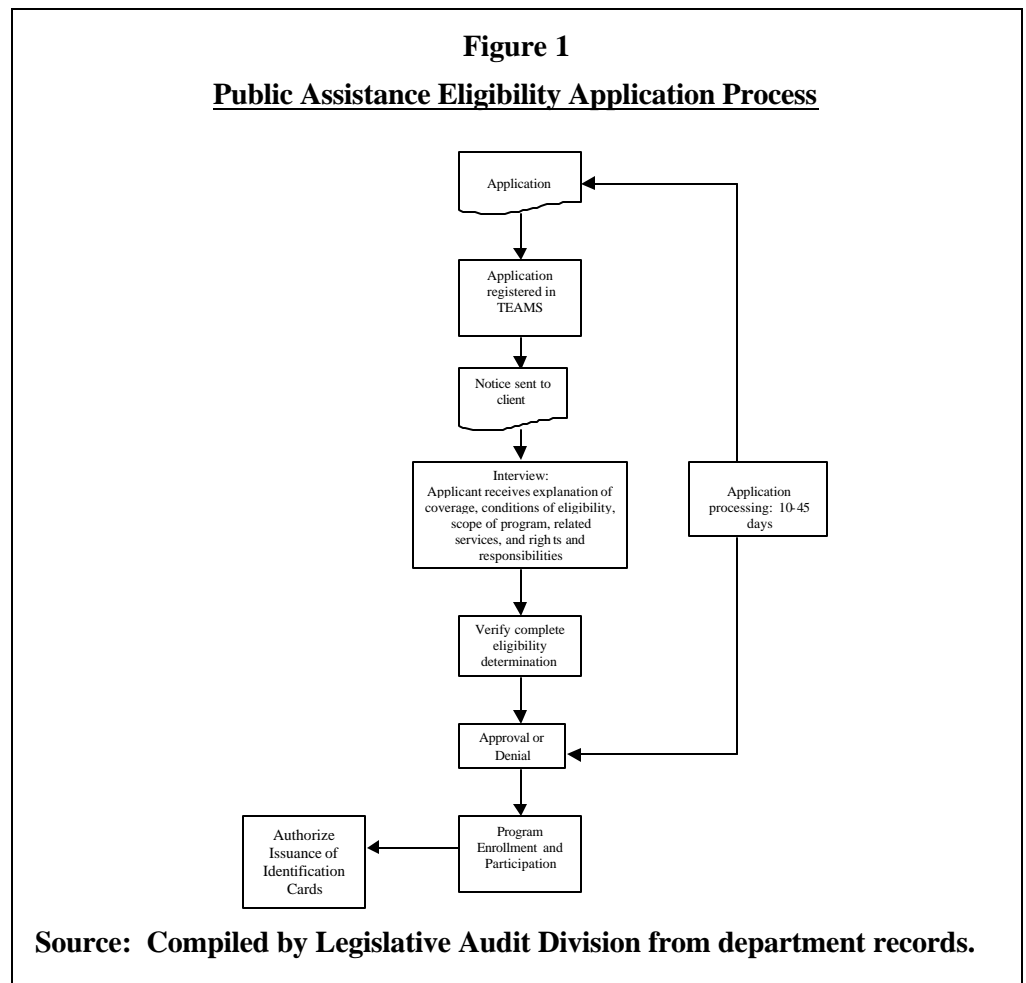 Figure 1
Public Assistance Eligibility Application Process
Application
Application
registered in
TEAMS
Notice sent to
client
Interview:
Applicant receives explanation of
coverage, conditions of eligibility,
scope of program, related
services, and rights and
responsibilities
Application
processing: 10-45
days
Verify complete
eligibility
determination
Approval or
Denial
Program
Enrollment and
Participation
Authorize
Issuance of
Identification
Cards
Source: Compiled by Legislative Audit Division from department records.